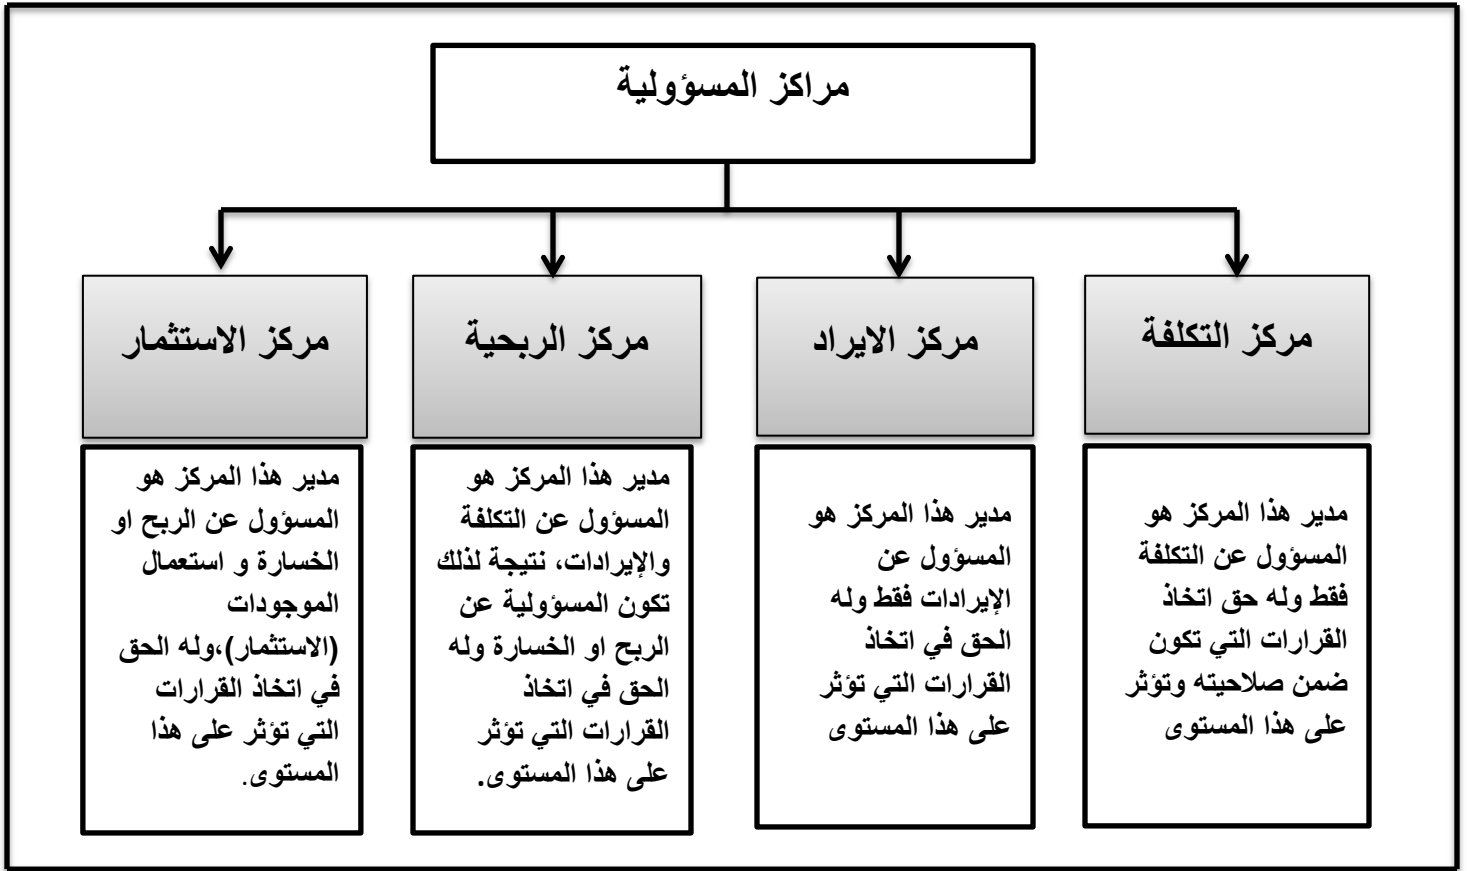 مراكز المسؤولية
مركز التكلفة
مدير هذا المركز هو
المسؤول عن التكلفة
فقط وله حق اتخاذ
القرارات التي تكون
ضمن صلاحيته وتؤثر
على هذا المستوى
مركز الايراد
مدير هذا المركز هو
المسؤول عن
الإيرادات فقط وله
الحق في اتخاذ
القرارات التي تؤثر
على هذا المستوى
مركز الربحية
مدير هذا المركز هو
المسؤول عن التكلفة
والإيرادات، نتيجة لذلك
تكون المسؤولية عن
الربح او الخسارة وله
الحق في اتخاذ
القرارات التي تؤثر
على هذا المستوى.
مركز الاستثمار
مدير هذا المركز هو
المسؤول عن الربح او
الخسارة و استعمال
الموجودات
(الاستثمار)،وله الحق
في اتخاذ القرارات
التي تؤثر على هذا
المستوى.